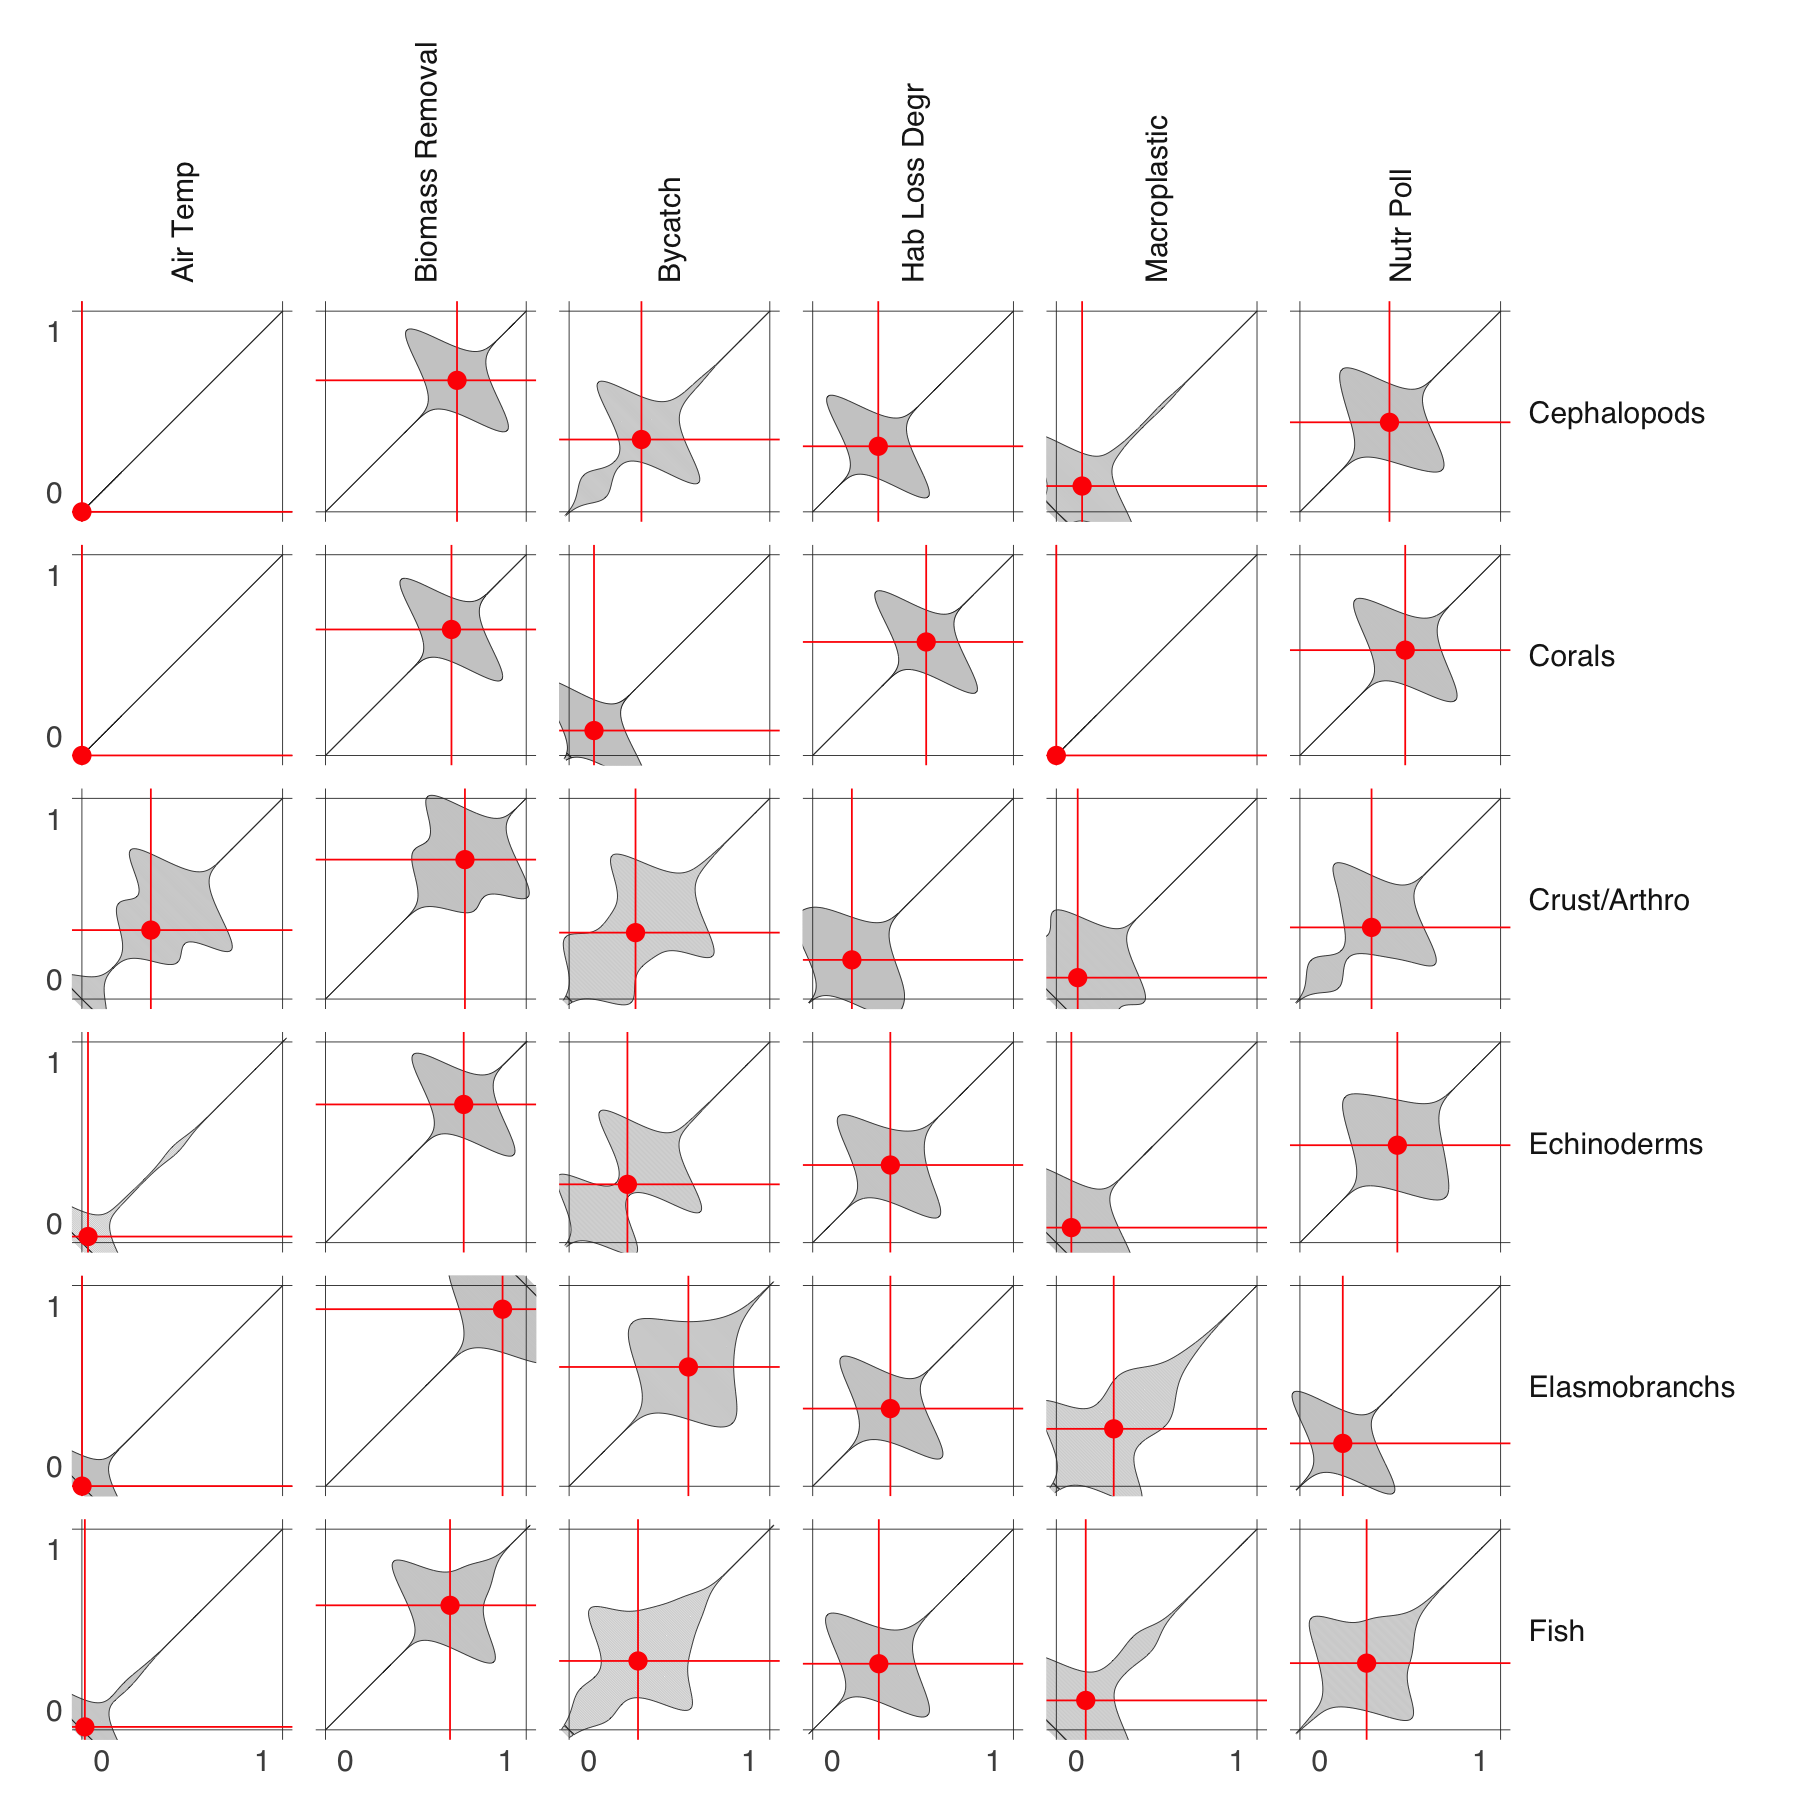 Air Temp
Biomass Removal
Bycatch
Hab Loss Degr
Macroplastic
Nutr Poll
1
0
Cephalopods
1
0
Corals
1
0
Crust/Arthro
1
0
Echinoderms
1
0
Elasmobranchs
1
0
Fish
0 1 0 1 0 1 0 1 0 1 0 1